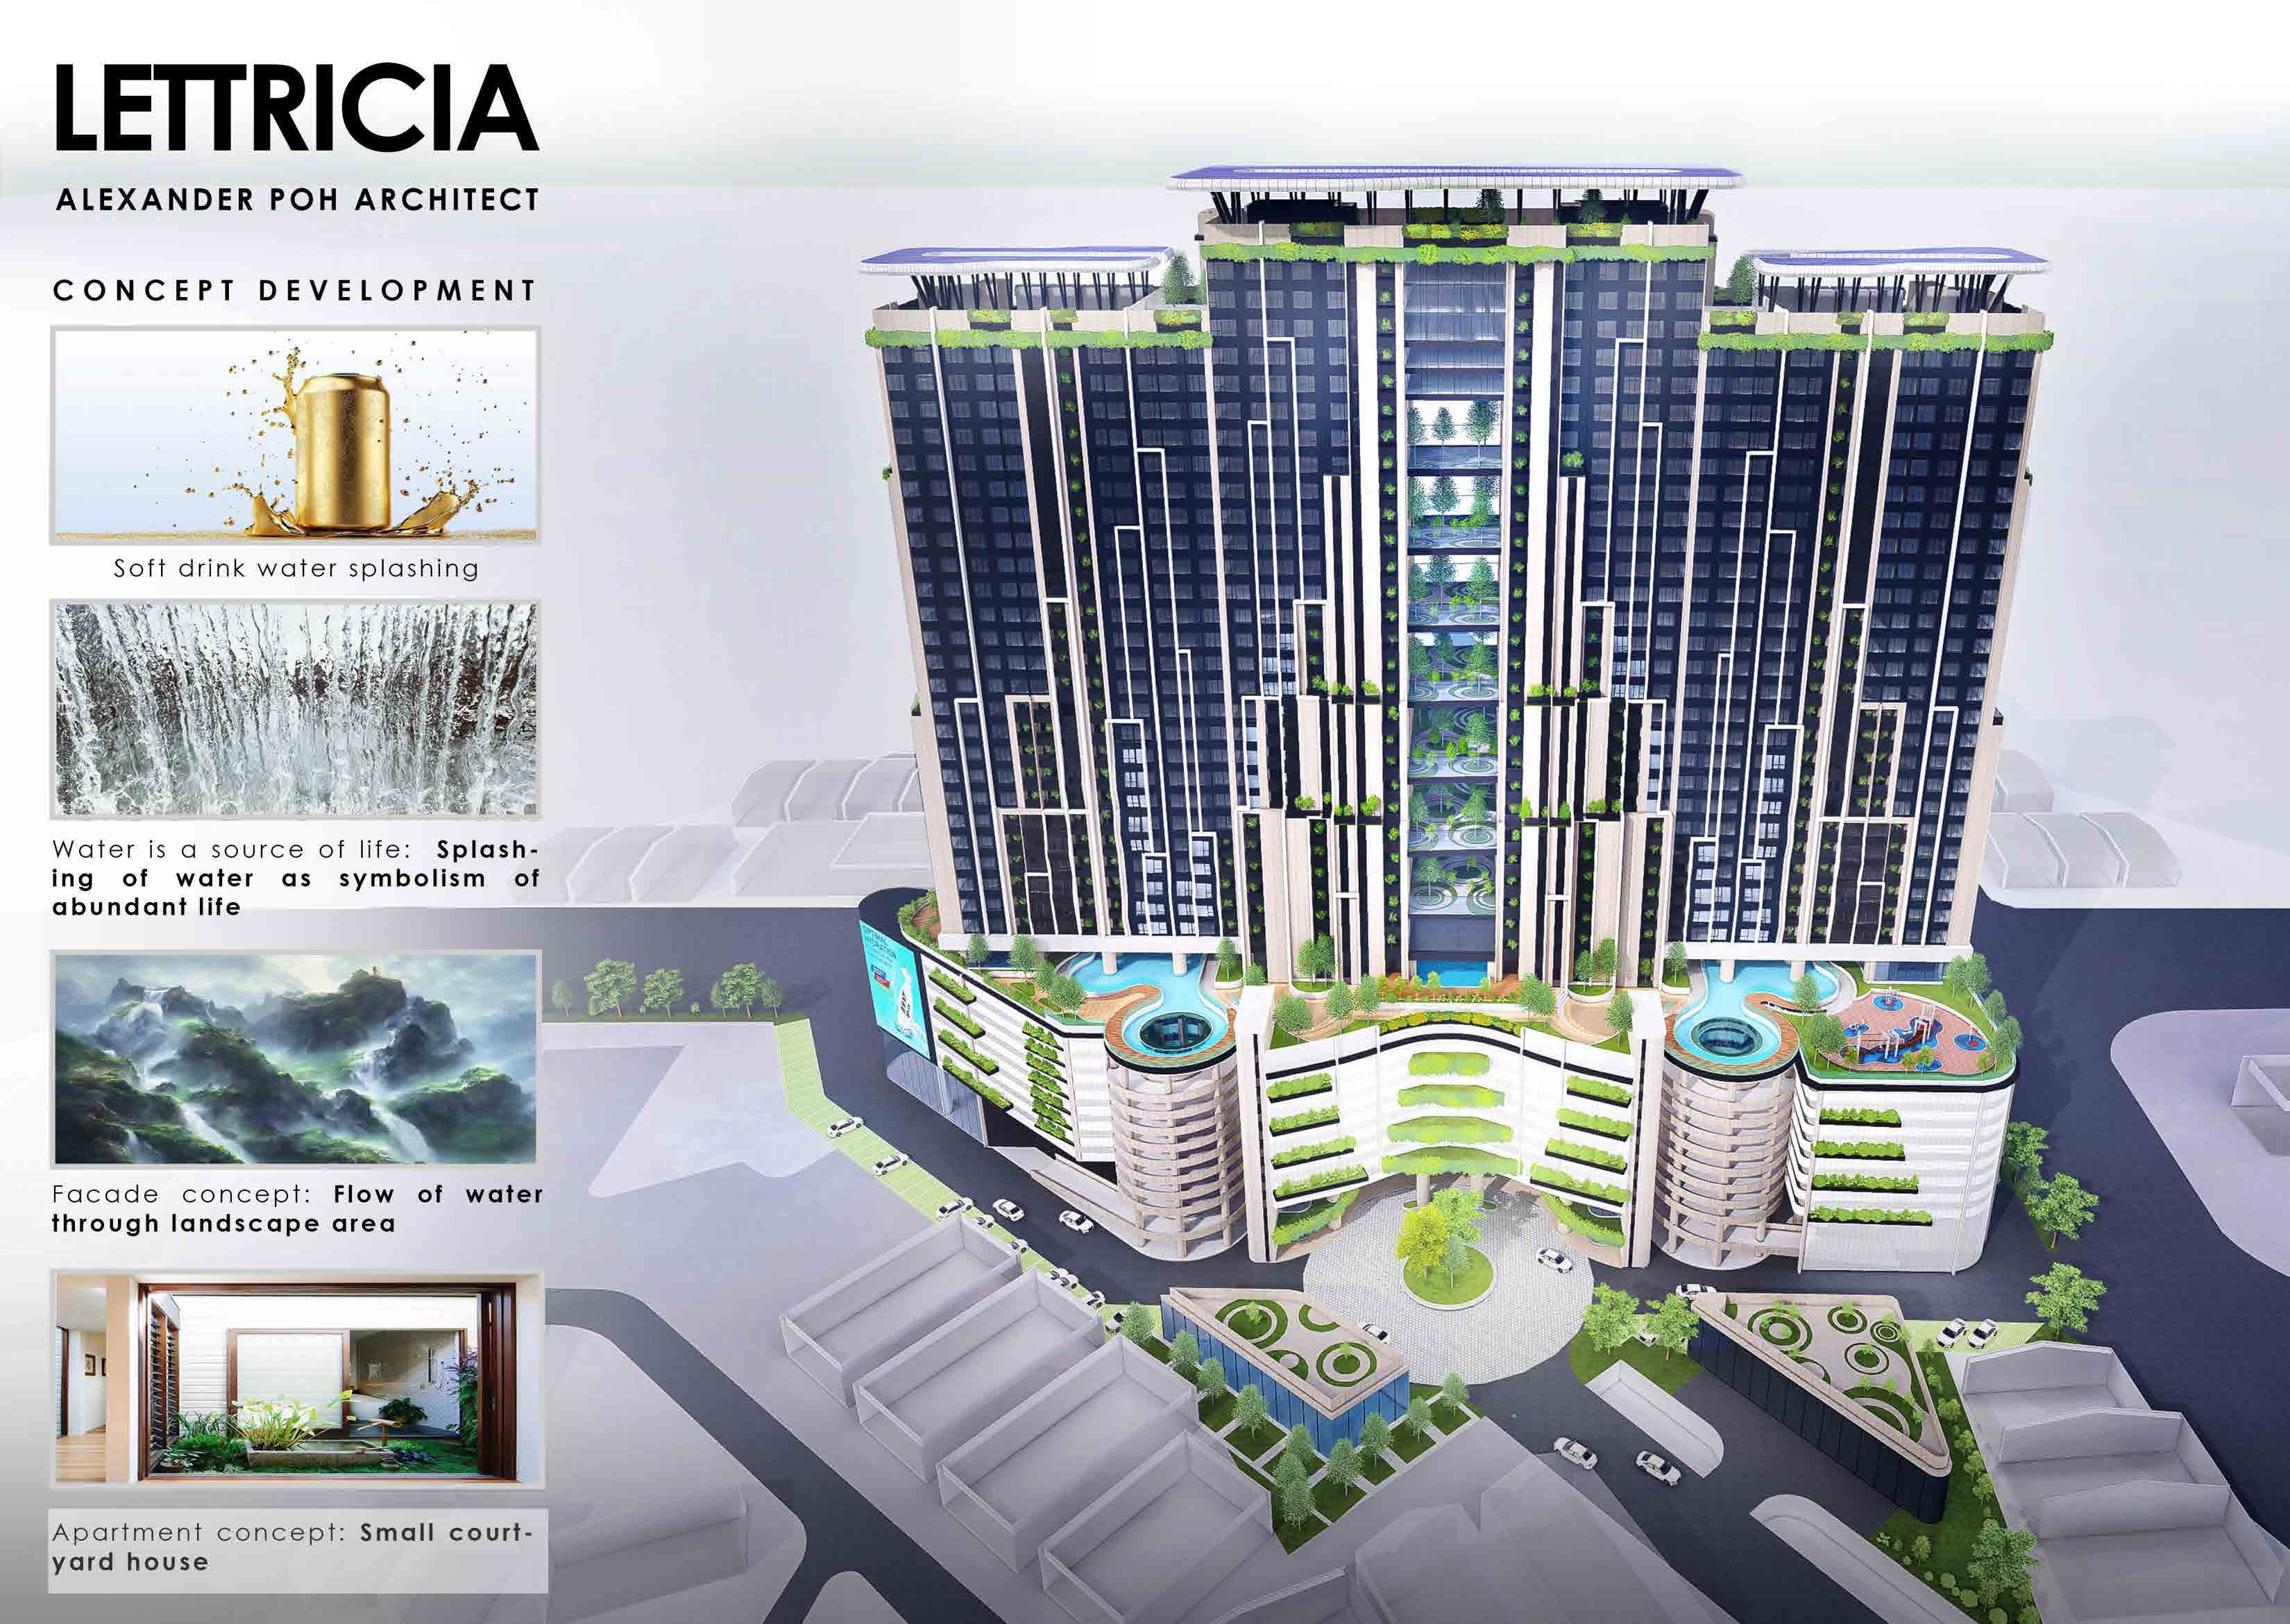 LETTRICIA
ALEXANDER POH ARCHITECT
CONCEPT DEVELOPMENT
Soft drink water splashing
Water is a source of life: Splash-
ing of water as symbolism of
abundant life
Facade concept: Flow of water
through landscape area
Apartment concept: Small court-
yard house
OPTIMAL
HYDRATION